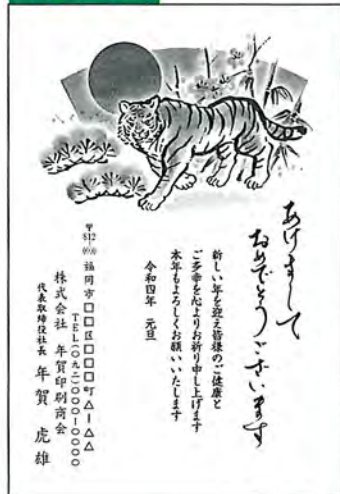 あけまして
おめでとうございます
新しい年を迎え皆様のご健康と
ご多幸を心よりお祈り申し上げます
本年もよろしくお願いいたします
令和四年 元旦
〒812
福岡市□□区□□□町△-△△
TEL(〇九二)〇〇〇-〇〇〇〇
株式会社 年賀印刷商会
代表取締役社長 年賀 虎雄